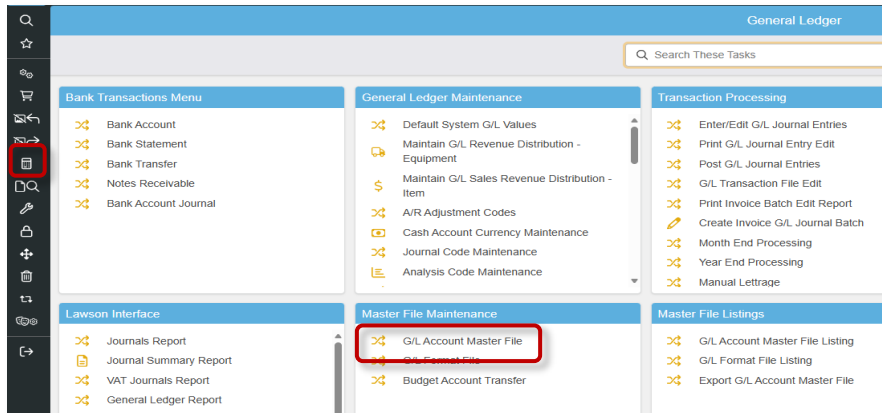 General Ledger
Search These Tasks
Bank Transactions Menu
Bank Account
Bank Statement
Bank Transfer
Notes Receivable
Bank Account Journal
General Ledger Maintenance
Default System G/L Values
Maintain G/L Revenue Distribution -
Equipment
Maintain G/L Sales Revenue Distribution -
Item
A/R Adjustment Codes
Cash Account Currency Maintenance
Journal Code Maintenance
Analysis Code Maintenance
Transaction Processing
Enter/Edit G/L Journal Entries
Print G/L Journal Entry Edit
Post G/L Journal Entries
G/L Transaction File Edit
Print Invoice Batch Edit Report
Create Invoice G/L Journal Batch
Month End Processing
Year End Processing
Manual Lettrage
Lawson Interface
Journals Report
Journal Summary Report
VAT Journals Report
General Ledger Report
Master File Maintenance
G/L Account Master File
G/L Format File
Budget Account Transfer
Master File Listings
G/L Account Master File Listing
G/L Format File Listing
Export G/L Account Master File